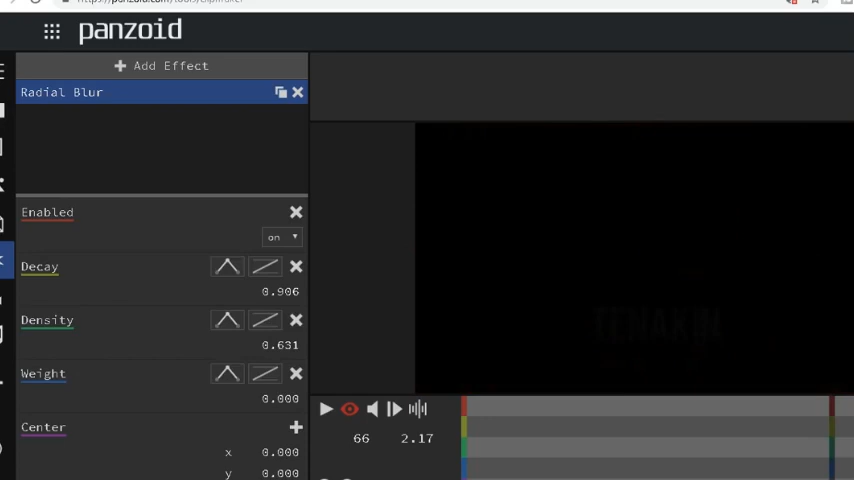 panzoid
Add Effect
Radial Blur
Enabled
on
Decay
0.906
Density
0.631
Weight
0.000
Center
x 0.000
y 0.000
66 2.17